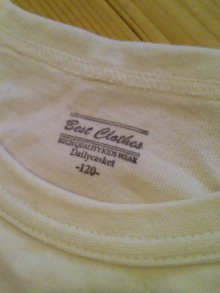 Best Clothes
HIGH QUALITY KIDS WEAR
Dailycasket
-120-